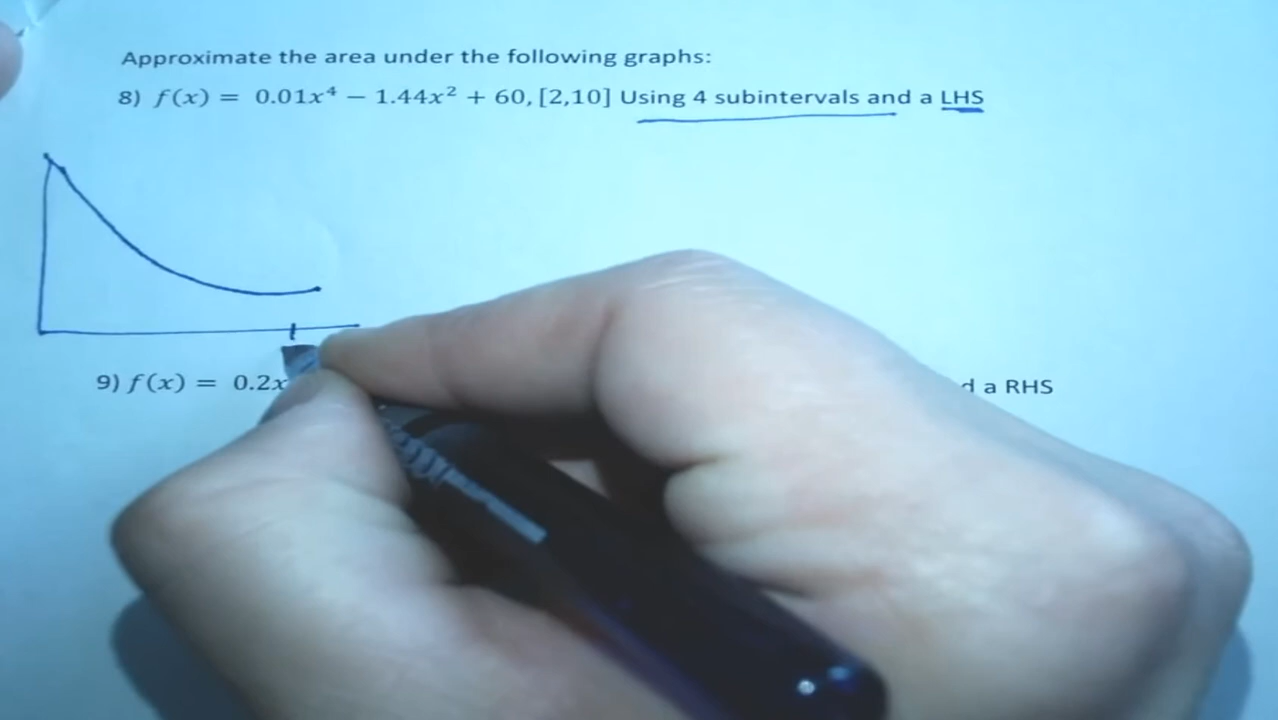 Approximate the area under the following graphs:
8) f(x) = 0.01x⁴ − 1.44x² + 60, [2,10] Using 4 subintervals and a LHS
9) f(x) = 0.2x a RHS